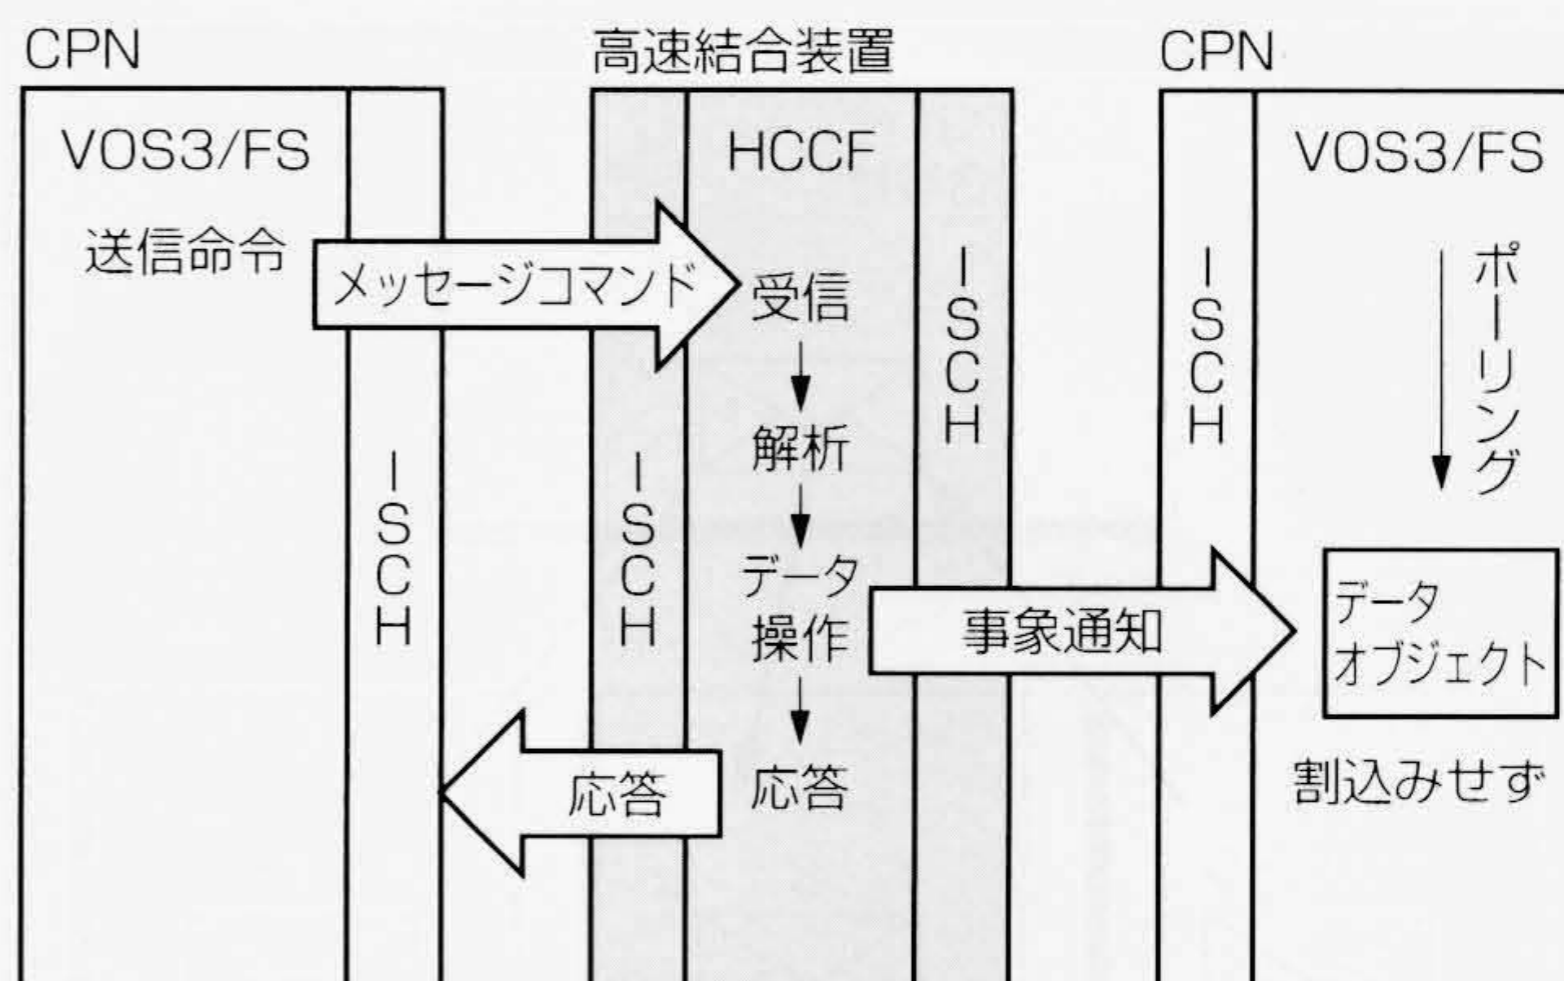 CPN
高速結合装置
CPN
VOS3/FS
HCCF
VOS3/FS
送信命令
メッセージコマンド
受信
解析
データ
操作
応答
ISCH
ISCH
ISCH
ISCH
ポーリング
事象通知
データ
オブジェクト
割込みせず
応答